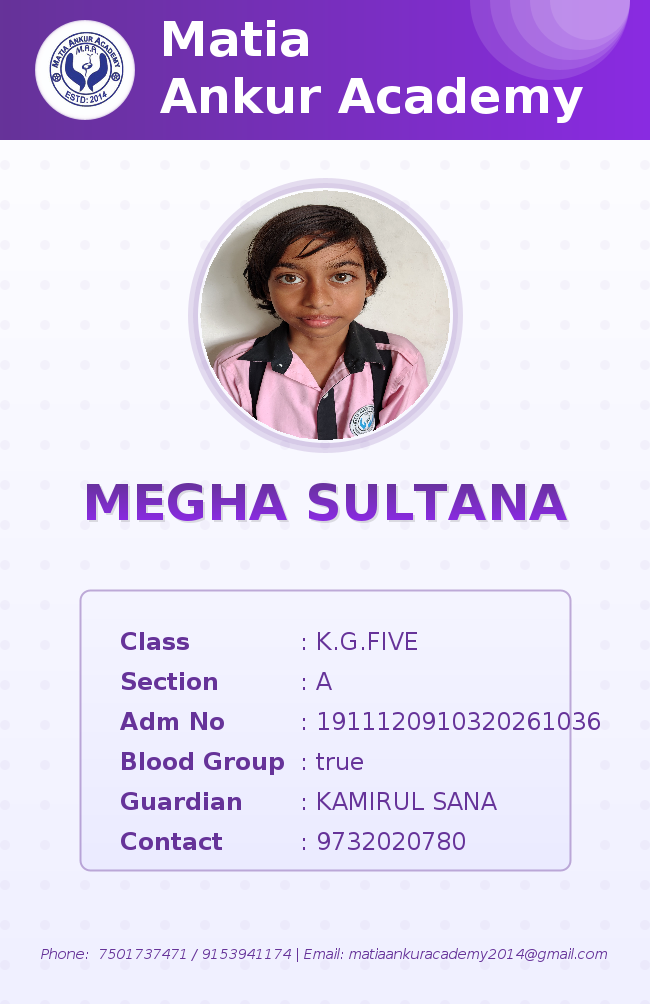 Matia
Ankur Academy
MATIA ANKUR ACADEMY
M.A.A
ESTD: 2014
MEGHA SULTANA
Class : K.G.FIVE
Section : A
Adm No : 1911120910320261036
Blood Group : true
Guardian : KAMIRUL SANA
Contact : 9732020780
Phone: 7501737471 / 9153941174 | Email: matiaankuracademy2014@gmail.com